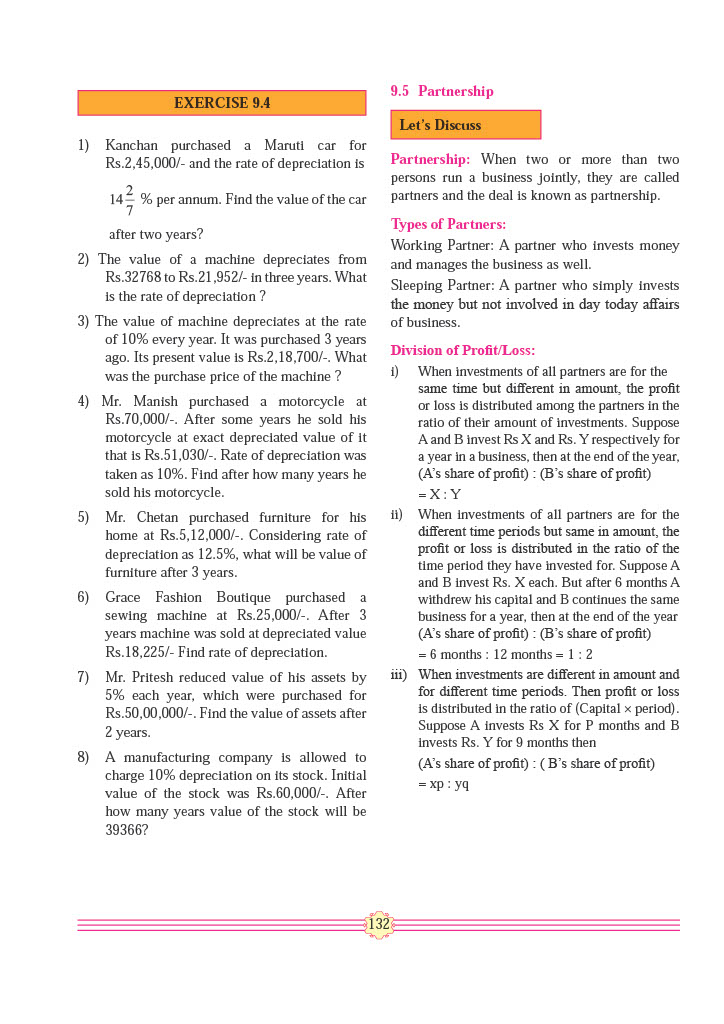 EXERCISE 9.4
1) Kanchan purchased a Maruti car for
Rs.2,45,000/- and the rate of depreciation is
14 2/7 % per annum. Find the value of the car
after two years?
2) The value of a machine depreciates from
Rs.32768 to Rs.21,952/- in three years. What
is the rate of depreciation ?
3) The value of machine depreciates at the rate
of 10% every year. It was purchased 3 years
ago. Its present value is Rs.2,18,700/-. What
was the purchase price of the machine ?
4) Mr. Manish purchased a motorcycle at
Rs.70,000/-. After some years he sold his
motorcycle at exact depreciated value of it
that is Rs.51,030/-. Rate of depreciation was
taken as 10%. Find after how many years he
sold his motorcycle.
5) Mr. Chetan purchased furniture for his
home at Rs.5,12,000/-. Considering rate of
depreciation as 12.5%, what will be value of
furniture after 3 years.
6) Grace Fashion Boutique purchased a
sewing machine at Rs.25,000/-. After 3
years machine was sold at depreciated value
Rs.18,225/- Find rate of depreciation.
7) Mr. Pritesh reduced value of his assets by
5% each year, which were purchased for
Rs.50,00,000/-. Find the value of assets after
2 years.
8) A manufacturing company is allowed to
charge 10% depreciation on its stock. Initial
value of the stock was Rs.60,000/-. After
how many years value of the stock will be
39366?
9.5 Partnership
Let's Discuss
Partnership: When two or more than two
persons run a business jointly, they are called
partners and the deal is known as partnership.
Types of Partners:
Working Partner: A partner who invests money
and manages the business as well.
Sleeping Partner: A partner who simply invests
the money but not involved in day today affairs
of business.
Division of Profit/Loss:
i) When investments of all partners are for the
same time but different in amount, the profit
or loss is distributed among the partners in the
ratio of their amount of investments. Suppose
A and B invest Rs X and Rs. Y respectively for
a year in a business, then at the end of the year,
(A's share of profit) : (B's share of profit)
= X : Y
ii) When investments of all partners are for the
different time periods but same in amount, the
profit or loss is distributed in the ratio of the
time period they have invested for. Suppose A
and B invest Rs. X each. But after 6 months A
withdrew his capital and B continues the same
business for a year, then at the end of the year
(A's share of profit) : (B's share of profit)
= 6 months : 12 months = 1 : 2
iii) When investments are different in amount and
for different time periods. Then profit or loss
is distributed in the ratio of (Capital × period).
Suppose A invests Rs X for P months and B
invests Rs. Y for 9 months then
(A's share of profit) : ( B's share of profit)
= xp : yq
132